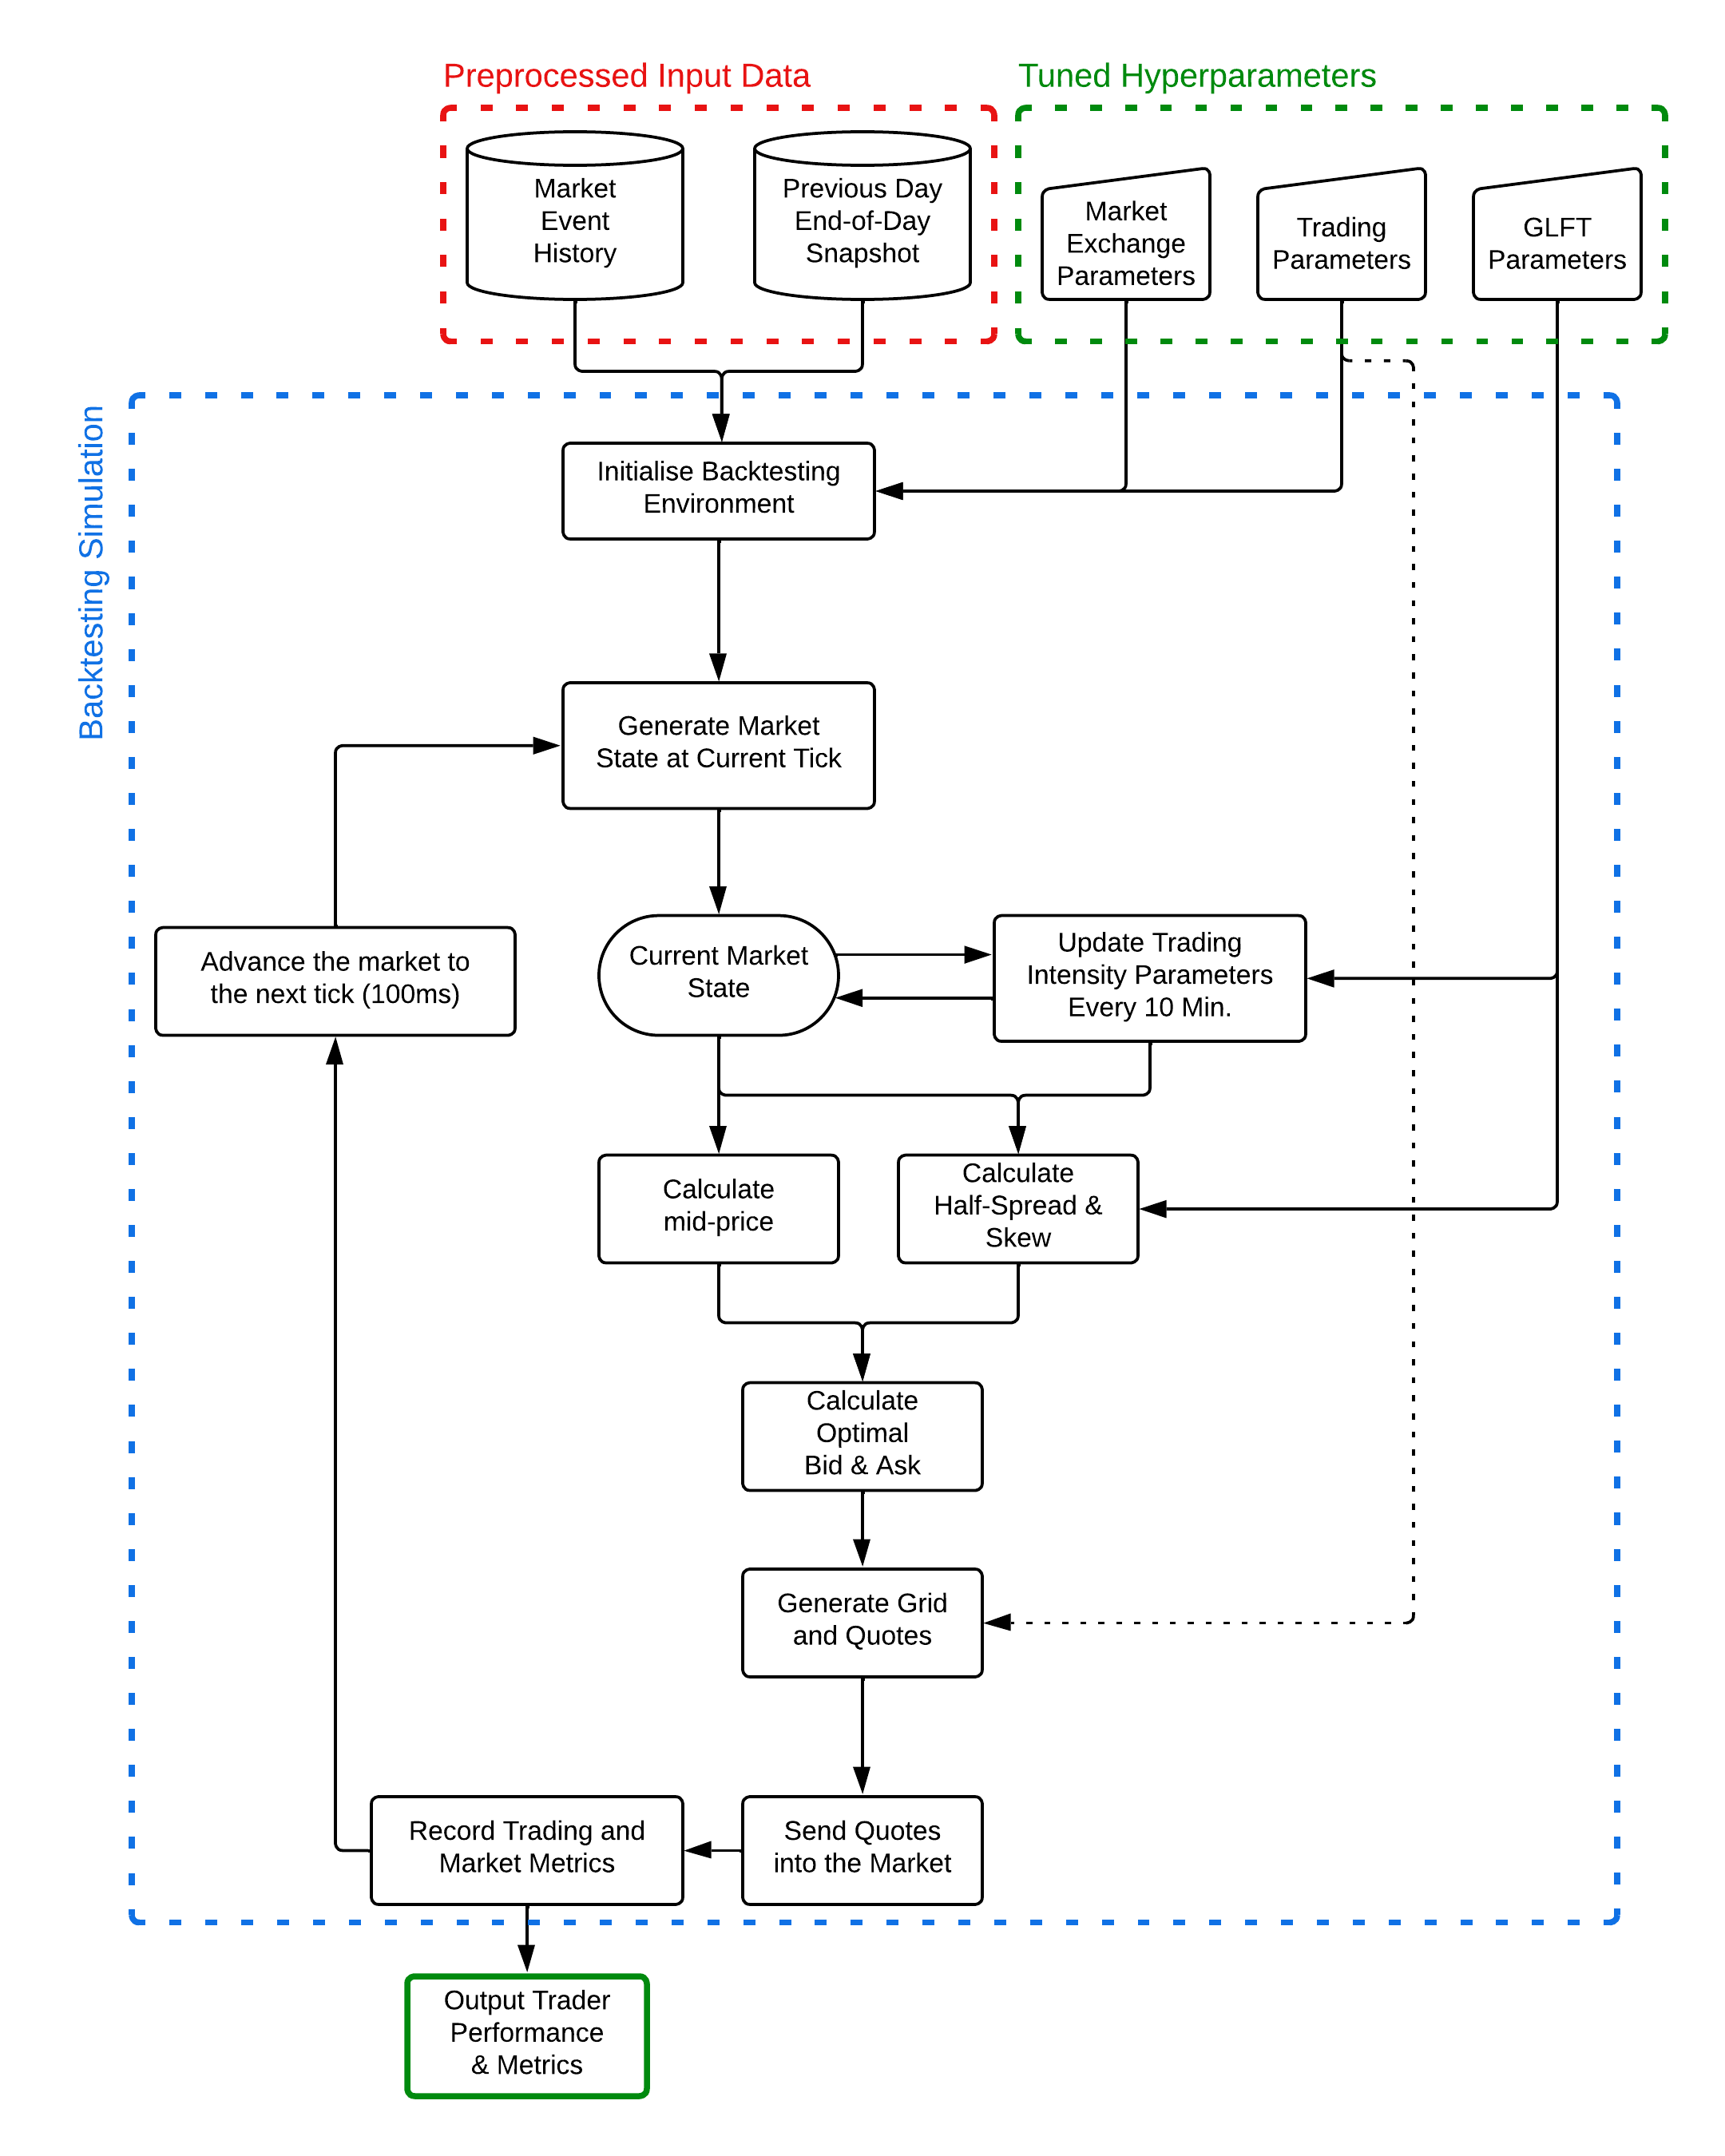 Preprocessed Input Data
Tuned Hyperparameters
Market
Event
History
Previous Day
End-of-Day
Snapshot
Market
Exchange
Parameters
Trading
Parameters
GLFT
Parameters
Backtesting Simulation
Initialise Backtesting
Environment
Generate Market
State at Current Tick
Advance the market to
the next tick (100ms)
Current Market
State
Update Trading
Intensity Parameters
Every 10 Min.
Calculate
mid-price
Calculate
Half-Spread &
Skew
Calculate
Optimal
Bid & Ask
Generate Grid
and Quotes
Record Trading and
Market Metrics
Send Quotes
into the Market
Output Trader
Performance
& Metrics